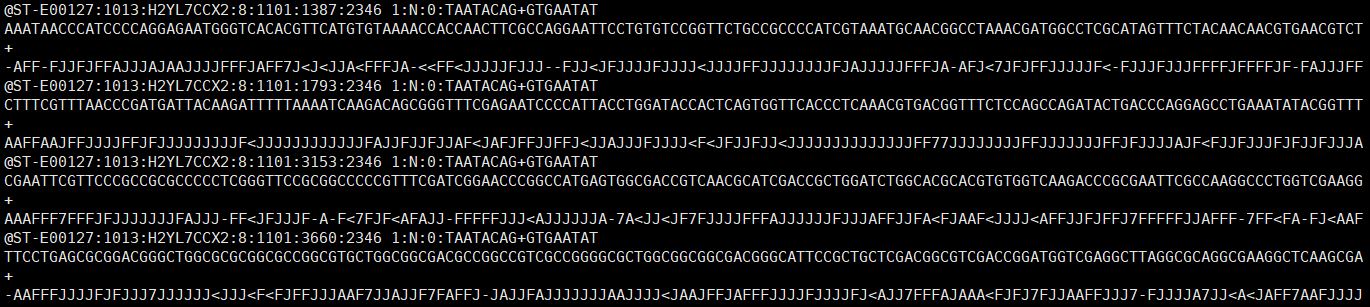 @ST-E00127:1013:H2YL7CCX2:8:1101:1387:2346 1:N:0:TAATACAG+GTGAATAT
AAATAACCCATCCCCAGGAGAATGGGTCACACGTTCATGTGTAAAACCACCAACTTCGCCAGGAATTCCTGTGTCCGGTTCTGCCGCCCCATCGTAAATGCAACGGCCTAAACGATGGCCTCGCATAGTTTCTACAACAACGTGAACGTCT
+
-AFF-FJJFJFFAJJJAJAAJJJJFFFJAFF7J<J<JJA<FFFJA-<<FF<JJJJJFJJJ--FJJ<JFJJJJFJJJJ<JJJJFFJJJJJJJJFJAJJJJJFFFJA-AFJ<7JFJFFJJJJJF<-FJJJFJJJFFFFJFFFFJF-FAJJJFF
@ST-E00127:1013:H2YL7CCX2:8:1101:1793:2346 1:N:0:TAATACAG+GTGAATAT
CTTTCGTTTAACCCGATGATTACAAGATTTTTAAAATCAAGACAGCGGGTTTCGAGAATCCCCATTACCTGGATACCACTCAGTGGTTCACCCTCAAACGTGACGGTTTCTCCAGCCAGATACTGACCCAGGAGCCTGAAATATACGGTTT
+
AAFFAAJFFJJJJFFJFJJJJJJJJJF<JJJJJJJJJJJJFAJJFJJFJJAF<JAFJFFJJFFJ<JJAJJJFJJJJ<F<JFJJFJJ<JJJJJJJJJJJJJJFF77JJJJJJJJFFJJJJJJJFFJFJJJJAJF<FJJFJJJFJFJJFJJJA
@ST-E00127:1013:H2YL7CCX2:8:1101:3153:2346 1:N:0:TAATACAG+GTGAATAT
CGAATTCGTTCCCGCCGCGCCCCCTCGGGTTCCGCGGCCCCCGTTTCGATCGGAACCCGGCCATGAGTGGCGACCGTCAACGCATCGACCGCTGGATCTGGCACGCACGTGTGGTCAAGACCCGCGAATTCGCCAAGGCCCTGGTCGAAGG
+
AAAFFF7FFFJFJJJJJJJFAJJJ-FF<JFJJJF-A-F<7FJF<AFAJJ-FFFFFJJJ<AJJJJJJA-7A<JJ<JF7FJJJJFFFAJJJJJJFJJJAFFJJFA<FJAAF<JJJJ<AFFJJFJFFJ7FFFFFJJAFFF-7FF<FA-FJ<AAF
@ST-E00127:1013:H2YL7CCX2:8:1101:3660:2346 1:N:0:TAATACAG+GTGAATAT
TTCCTGAGCGCGGACGGGCTGGCGCGCGGCGCCGGCGTGCTGGCGGCGACGCCGGCCGTCGCCGGGGCGCTGGCGGCGGCGACGGGCATTCCGCTGCTCGACGGCGTCGACCGGATGGTCGAGGCTTAGGCGCAGGCGAAGGCTCAAGCGA
+
-AAFFFJJJJFJFJJJ7JJJJJJ<JJJ<F<FJFFJJJAAF7JJAJJF7FAFFJ-JAJJFAJJJJJJJAAJJJJ<JAAJFFJAFFFJJJJFJJJJFJ<AJJ7FFFAJAAA<FJFJ7FJJAAFFJJJ7-FJJJJA7JJ<A<JAFF7AAFJJJJ